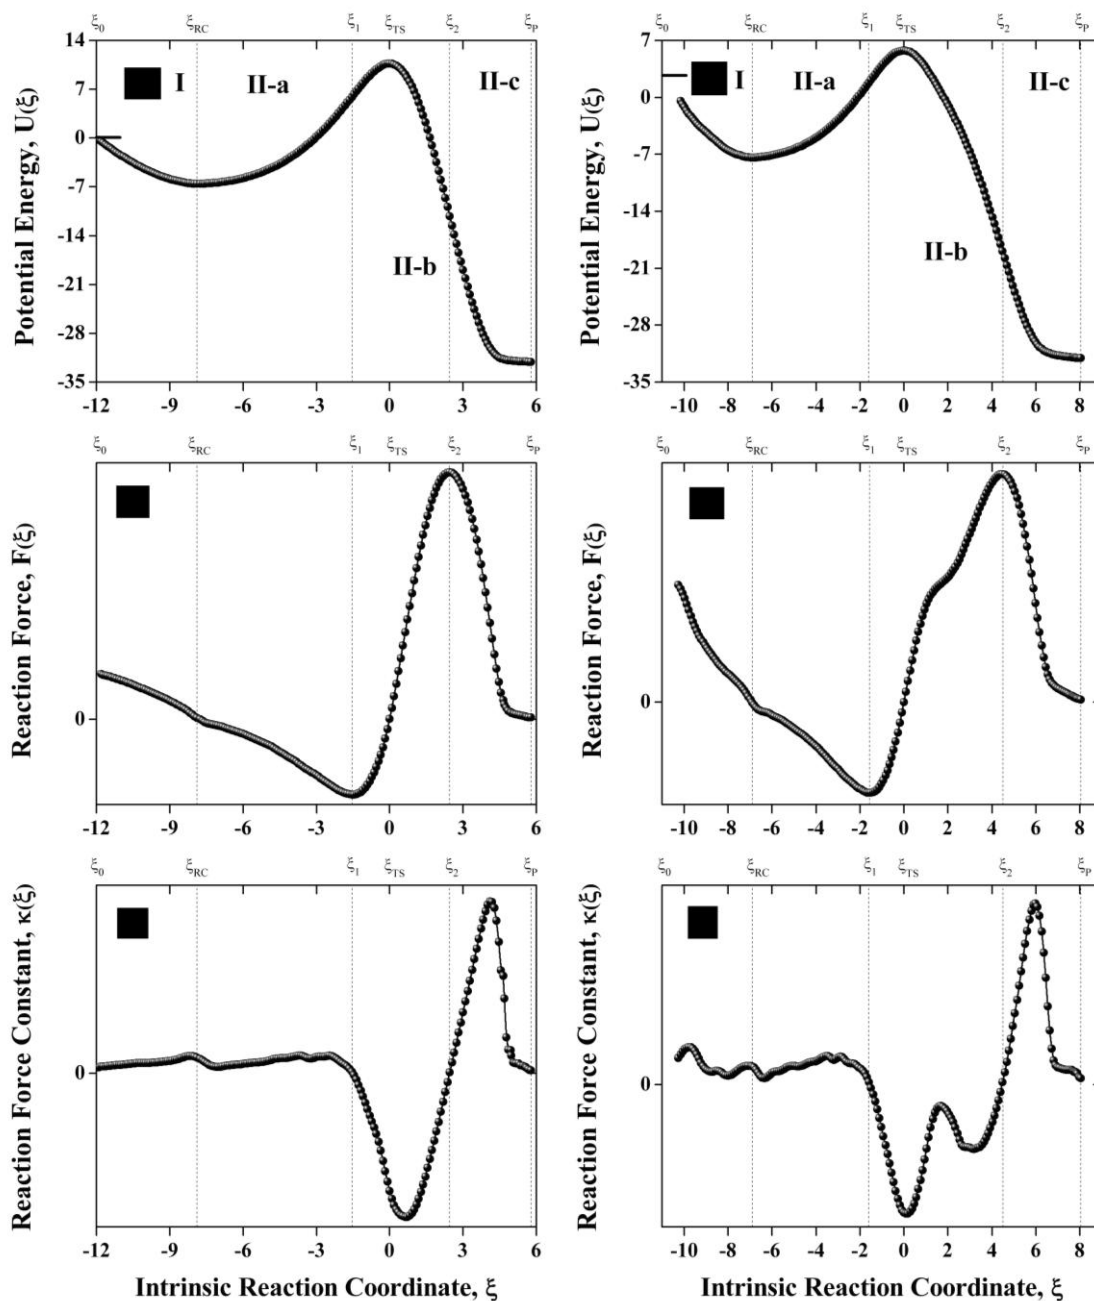 ξ0 ξRC ξ1 ξTS ξ2 ξP
14
7
0
-7
-14
-21
-28
-35
Potential Energy, U(ξ)
I II-a II-c
II-b
-12 -9 -6 -3 0 3 6
ξ0 ξRC ξ1 ξTS ξ2 ξP
7
0
-7
-14
-21
-28
-35
Potential Energy, U(ξ)
I II-a II-c
II-b
-10 -8 -6 -4 -2 0 2 4 6 8
ξ0 ξRC ξ1 ξTS ξ2 ξP
0
Reaction Force, F(ξ)
-12 -9 -6 -3 0 3 6
ξ0 ξRC ξ1 ξTS ξ2 ξP
0
Reaction Force, F(ξ)
-10 -8 -6 -4 -2 0 2 4 6 8
ξ0 ξRC ξ1 ξTS ξ2 ξP
0
Reaction Force Constant, κ(ξ)
-12 -9 -6 -3 0 3 6
Intrinsic Reaction Coordinate, ξ
ξ0 ξRC ξ1 ξTS ξ2 ξP
0
Reaction Force Constant, κ(ξ)
-10 -8 -6 -4 -2 0 2 4 6 8
Intrinsic Reaction Coordinate, ξ